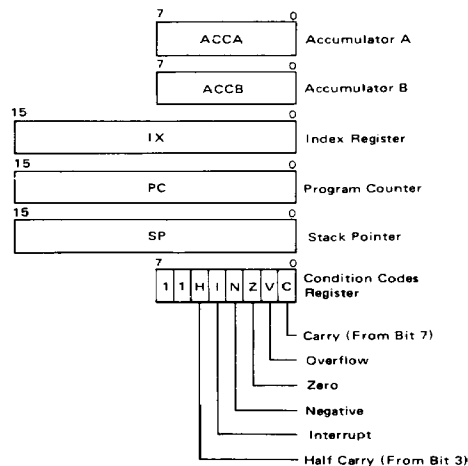 7 0
ACCA Accumulator A
7 0
ACCB Accumulator B
15 0
IX Index Register
15 0
PC Program Counter
15 0
SP Stack Pointer
7 0
1 1 H I N Z V C Condition Codes
Register
Carry (From Bit 7)
Overflow
Zero
Negative
Interrupt
Half Carry (From Bit 3)